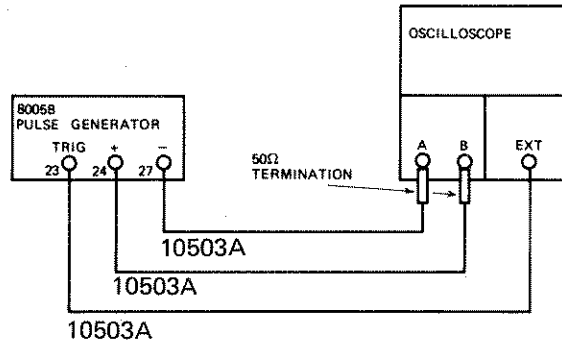 OSCILLOSCOPE
8005B
PULSE GENERATOR
TRIG + −
23 24 27
50Ω
TERMINATION
A B EXT
10503A
10503A
10503A